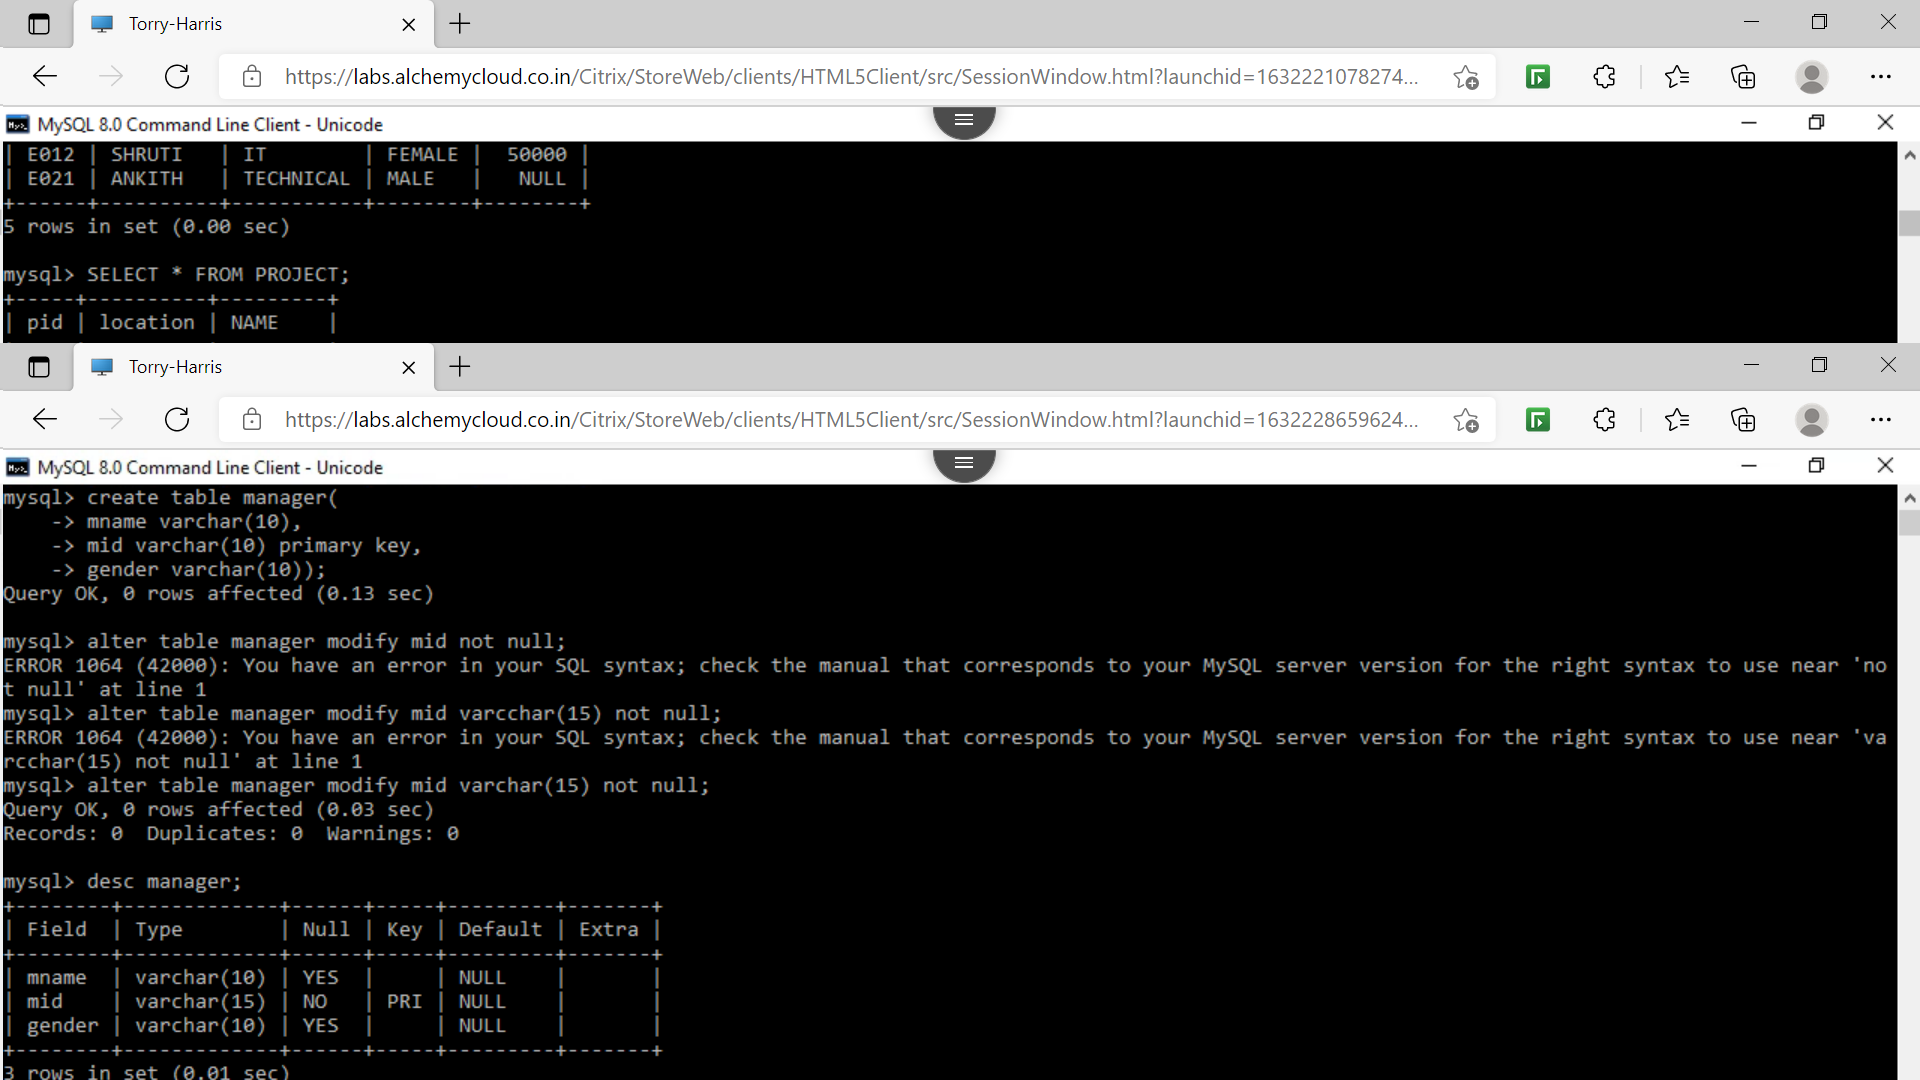 Torry-Harris
https://labs.alchemycloud.co.in/Citrix/StoreWeb/clients/HTML5Client/src/SessionWindow.html?launchid=1632221078274...
MySQL 8.0 Command Line Client - Unicode
| E012 | SHRUTI   | IT        | FEMALE |  50000 |
| E021 | ANKITH   | TECHNICAL | MALE   |   NULL |
+------+----------+-----------+--------+--------+
5 rows in set (0.00 sec)
mysql> SELECT * FROM PROJECT;
+-----+----------+---------+
| pid | location | NAME    |
Torry-Harris
https://labs.alchemycloud.co.in/Citrix/StoreWeb/clients/HTML5Client/src/SessionWindow.html?launchid=1632228659624...
MySQL 8.0 Command Line Client - Unicode
mysql> create table manager(
    -> mname varchar(10),
    -> mid varchar(10) primary key,
    -> gender varchar(10));
Query OK, 0 rows affected (0.13 sec)
mysql> alter table manager modify mid not null;
ERROR 1064 (42000): You have an error in your SQL syntax; check the manual that corresponds to your MySQL server version for the right syntax to use near 'no
t null' at line 1
mysql> alter table manager modify mid varcchar(15) not null;
ERROR 1064 (42000): You have an error in your SQL syntax; check the manual that corresponds to your MySQL server version for the right syntax to use near 'va
rcchar(15) not null' at line 1
mysql> alter table manager modify mid varchar(15) not null;
Query OK, 0 rows affected (0.03 sec)
Records: 0  Duplicates: 0  Warnings: 0
mysql> desc manager;
+--------+-------------+------+-----+---------+-------+
| Field  | Type        | Null | Key | Default | Extra |
+--------+-------------+------+-----+---------+-------+
| mname  | varchar(10) | YES  |     | NULL    |       |
| mid    | varchar(15) | NO   | PRI | NULL    |       |
| gender | varchar(10) | YES  |     | NULL    |       |
+--------+-------------+------+-----+---------+-------+
3 rows in set (0.01 sec)